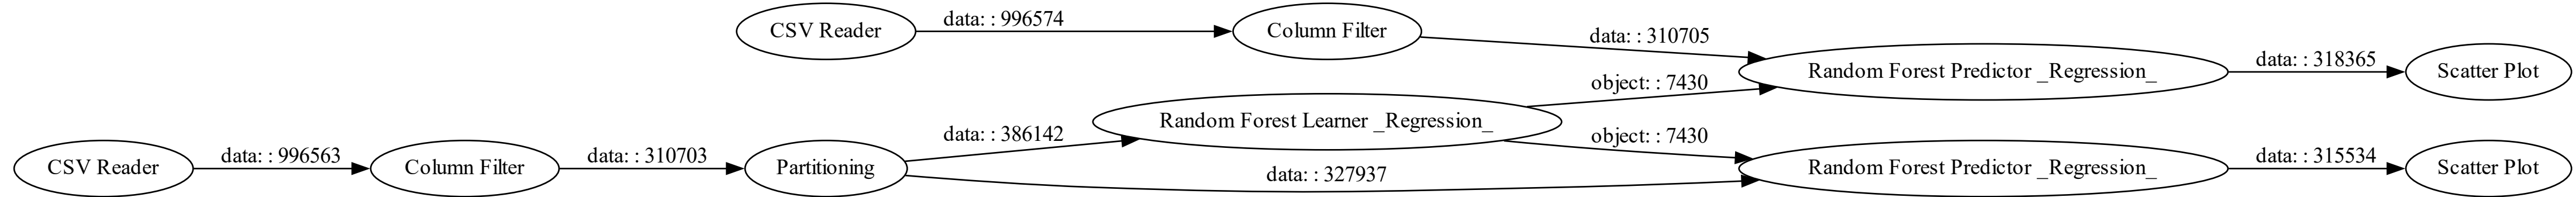 CSV Reader
data: : 996574
Column Filter
data: : 310705
Random Forest Predictor _Regression_
data: : 318365
Scatter Plot
object: : 7430
Random Forest Learner _Regression_
data: : 386142
object: : 7430
CSV Reader
data: : 996563
Column Filter
data: : 310703
Partitioning
data: : 327937
Random Forest Predictor _Regression_
data: : 315534
Scatter Plot